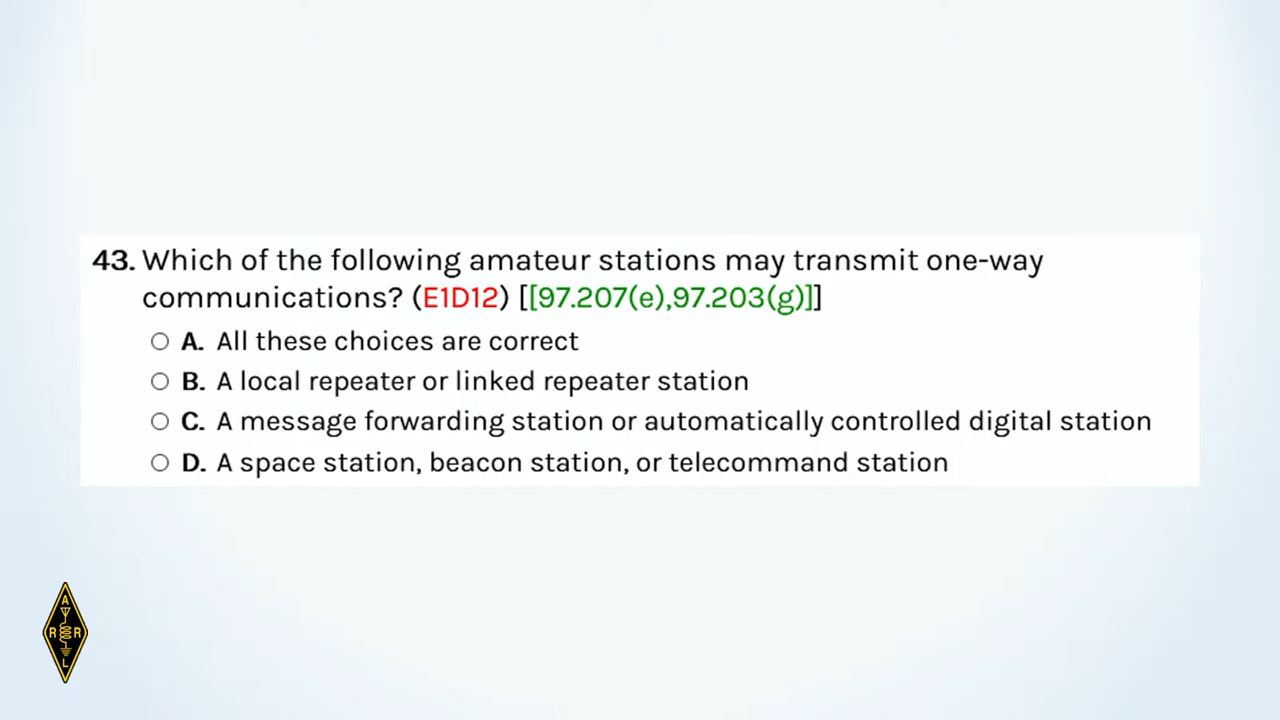 43. Which of the following amateur stations may transmit one-way
communications? (E1D12) [[97.207(e),97.203(g)]]
A. All these choices are correct
B. A local repeater or linked repeater station
C. A message forwarding station or automatically controlled digital station
D. A space station, beacon station, or telecommand station
A
R R
L